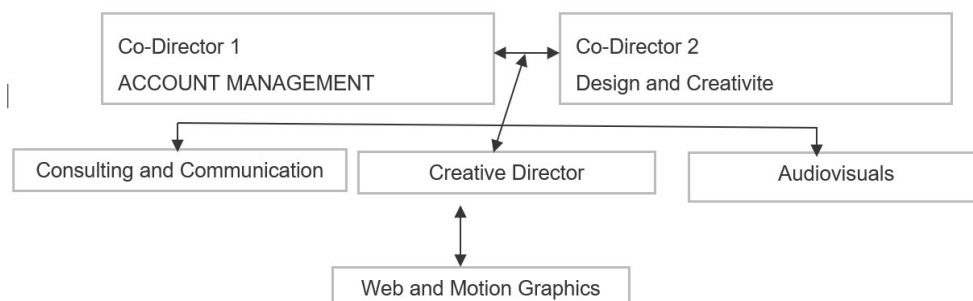 Co-Director 1
ACCOUNT MANAGEMENT
Co-Director 2
Design and Creativite
Consulting and Communication
Creative Director
Audiovisuals
Web and Motion Graphics